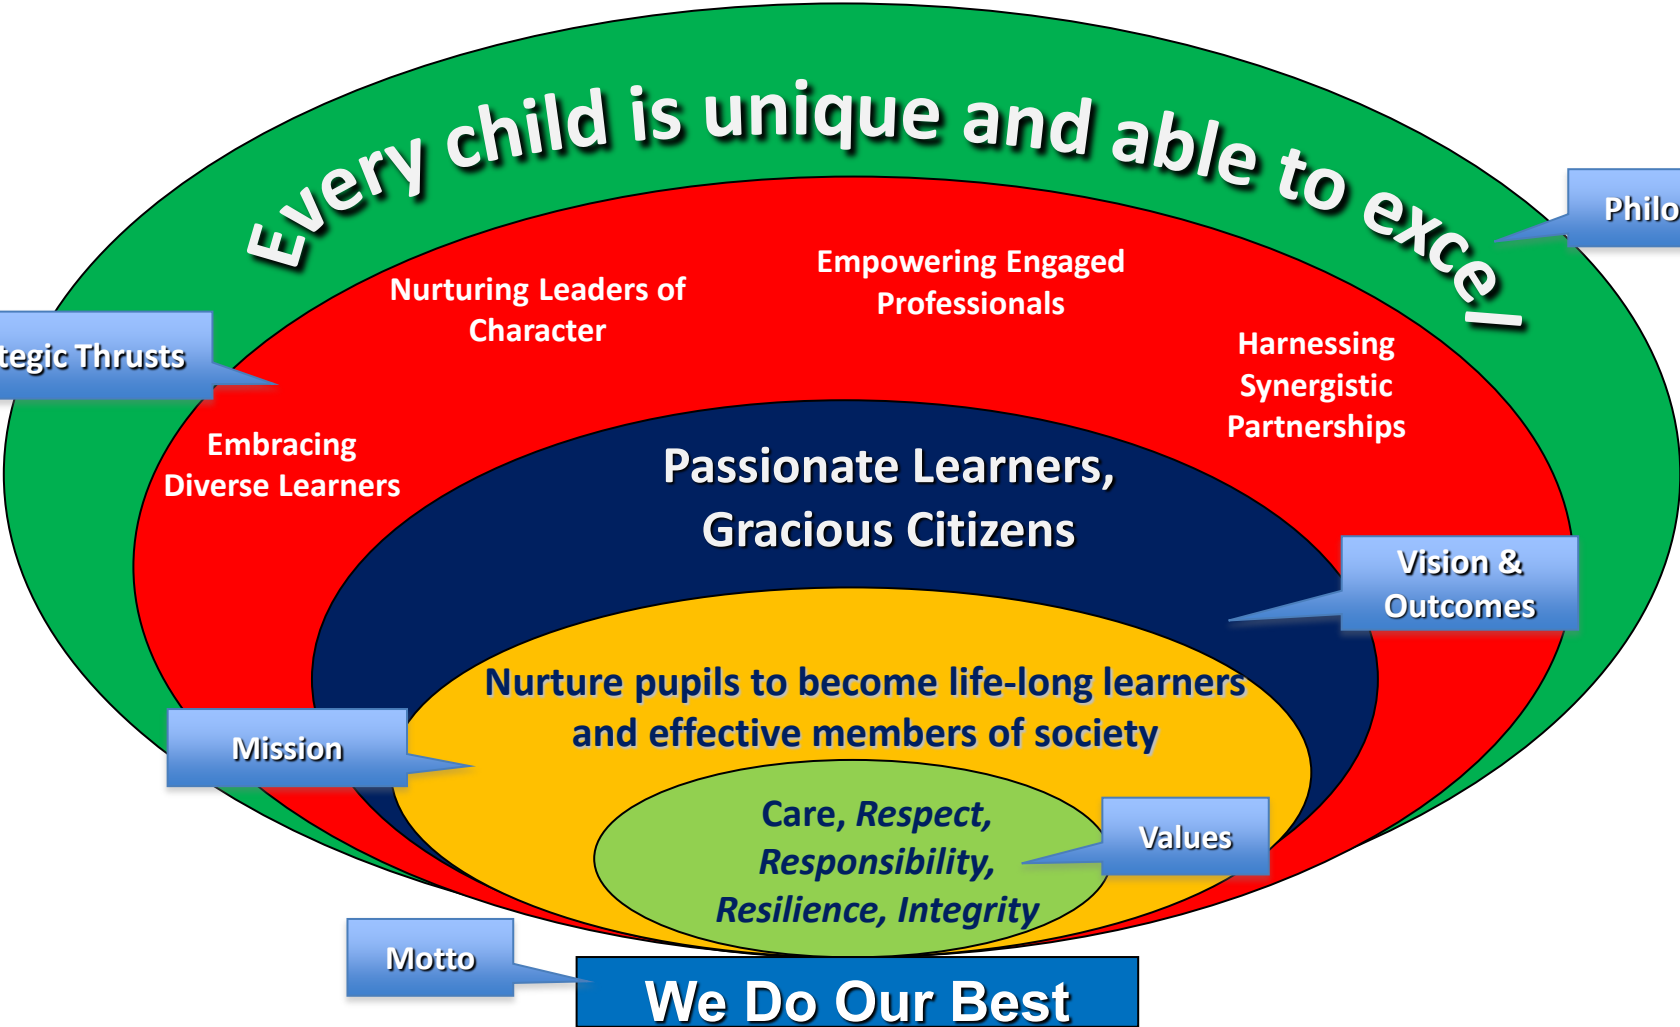 Every child is unique and able to excel
Philo
Nurturing Leaders of
Character
Empowering Engaged
Professionals
tegic Thrusts
Harnessing
Synergistic
Partnerships
Embracing
Diverse Learners
Passionate Learners,
Gracious Citizens
Vision &
Outcomes
Nurture pupils to become life-long learners
and effective members of society
Mission
Care, Respect,
Responsibility,
Resilience, Integrity
Values
Motto
We Do Our Best